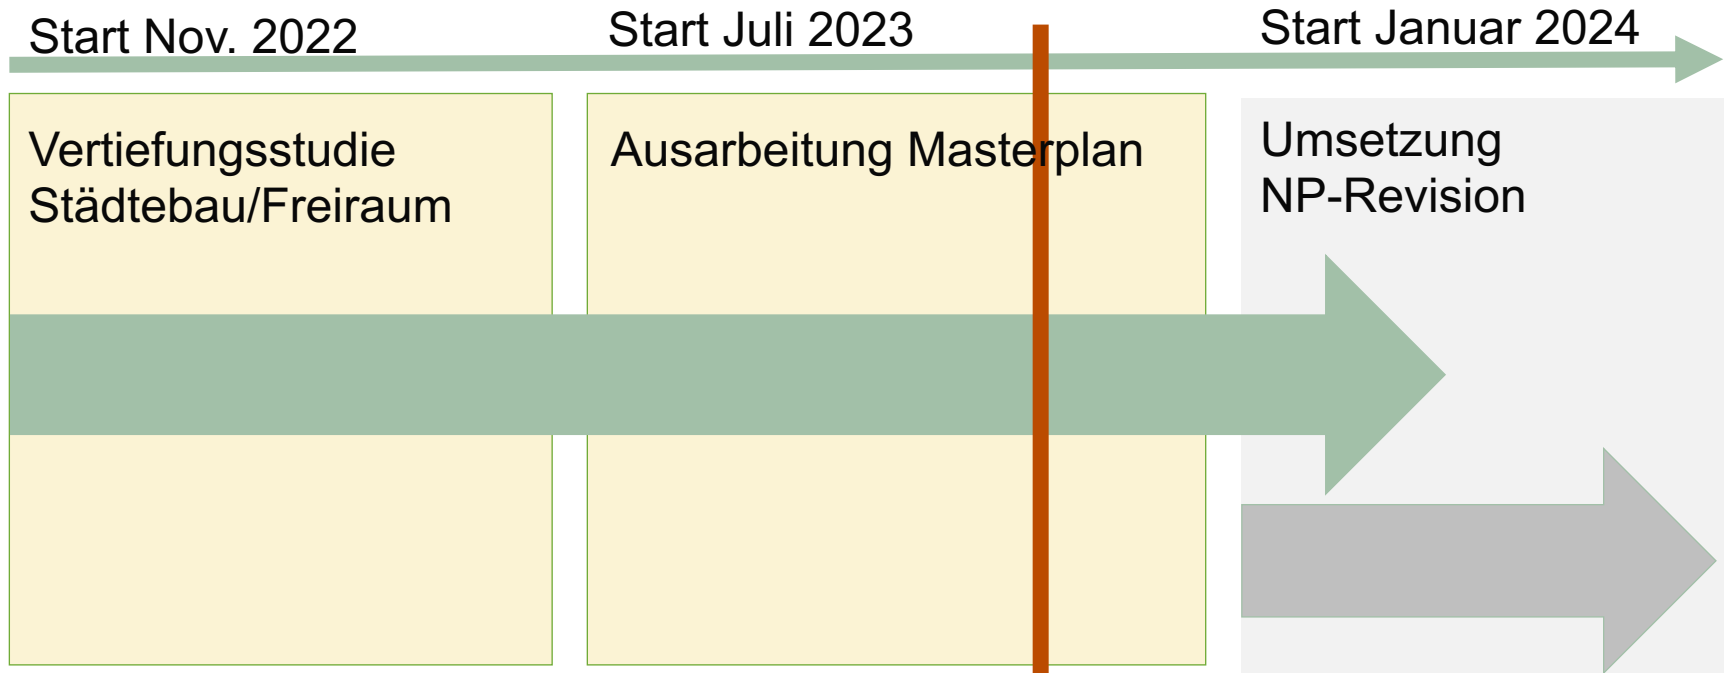 Start Nov. 2022
Start Juli 2023
Start Januar 2024
Vertiefungsstudie
Städtebau/Freiraum
Ausarbeitung Masterplan
Umsetzung
NP-Revision